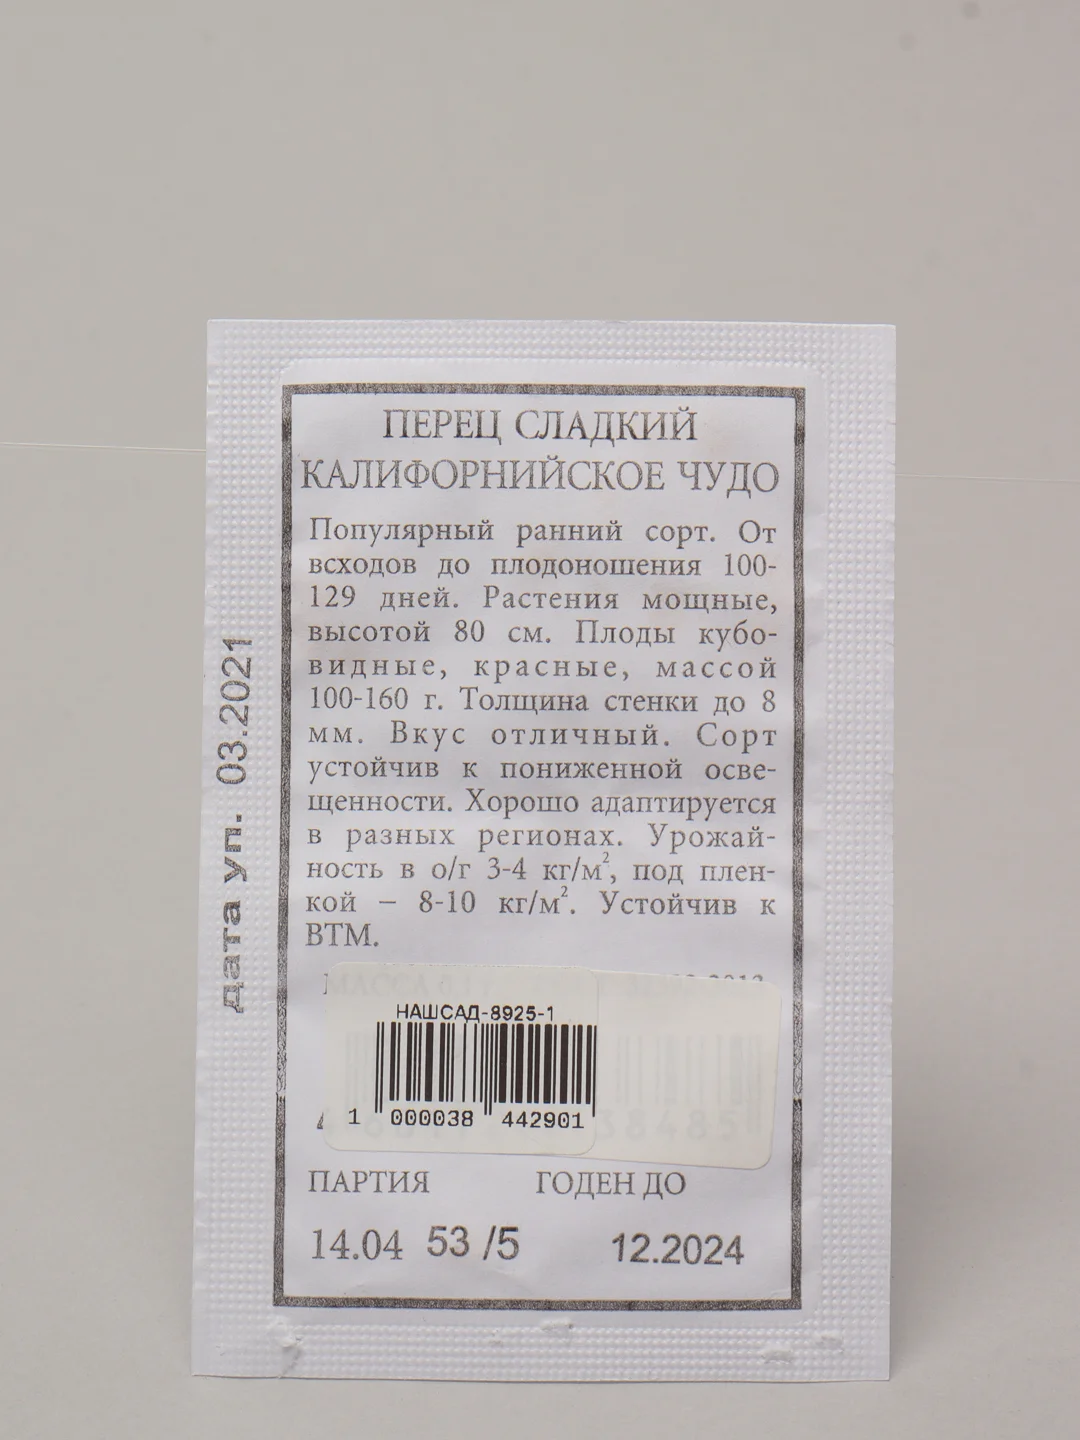 ПЕРЕЦ СЛАДКИЙ
КАЛИФОРНИЙСКОЕ ЧУДО
Популярный ранний сорт. От
всходов до плодоношения 100-
129 дней. Растения мощные,
высотой 80 см. Плоды кубо-
видные, красные, массой
100-160 г. Толщина стенки до 8
мм. Вкус отличный. Сорт
устойчив к пониженной осве-
щенности. Хорошо адаптируется
в разных регионах. Урожай-
ность в о/г 3-4 кг/м², под плен-
кой – 8-10 кг/м². Устойчив к
ВТМ.
НАШСАД-8925-1
1 000038 442901
ПАРТИЯ ГОДЕН ДО
14.04 53 /5 12.2024
дата уп. 03.2021